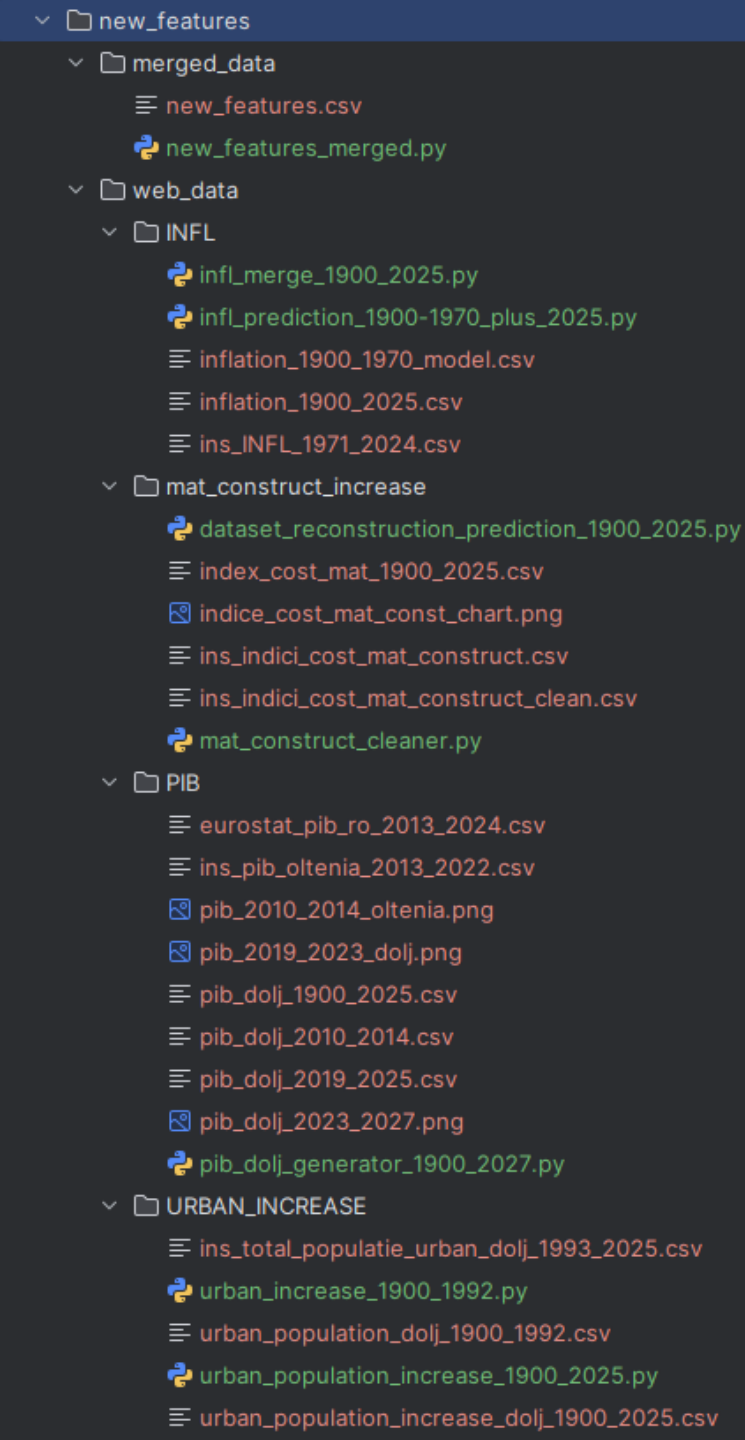 new_features
merged_data
new_features.csv
new_features_merged.py
web_data
INFL
infl_merge_1900_2025.py
infl_prediction_1900-1970_plus_2025.py
inflation_1900_1970_model.csv
inflation_1900_2025.csv
ins_INFL_1971_2024.csv
mat_construct_increase
dataset_reconstruction_prediction_1900_2025.py
index_cost_mat_1900_2025.csv
indice_cost_mat_const_chart.png
ins_indici_cost_mat_construct.csv
ins_indici_cost_mat_construct_clean.csv
mat_construct_cleaner.py
PIB
eurostat_pib_ro_2013_2024.csv
ins_pib_oltenia_2013_2022.csv
pib_2010_2014_oltenia.png
pib_2019_2023_dolj.png
pib_dolj_1900_2025.csv
pib_dolj_2010_2014.csv
pib_dolj_2019_2025.csv
pib_dolj_2023_2027.png
pib_dolj_generator_1900_2027.py
URBAN_INCREASE
ins_total_populatie_urban_dolj_1993_2025.csv
urban_increase_1900_1992.py
urban_population_dolj_1900_1992.csv
urban_population_increase_1900_2025.py
urban_population_increase_dolj_1900_2025.csv